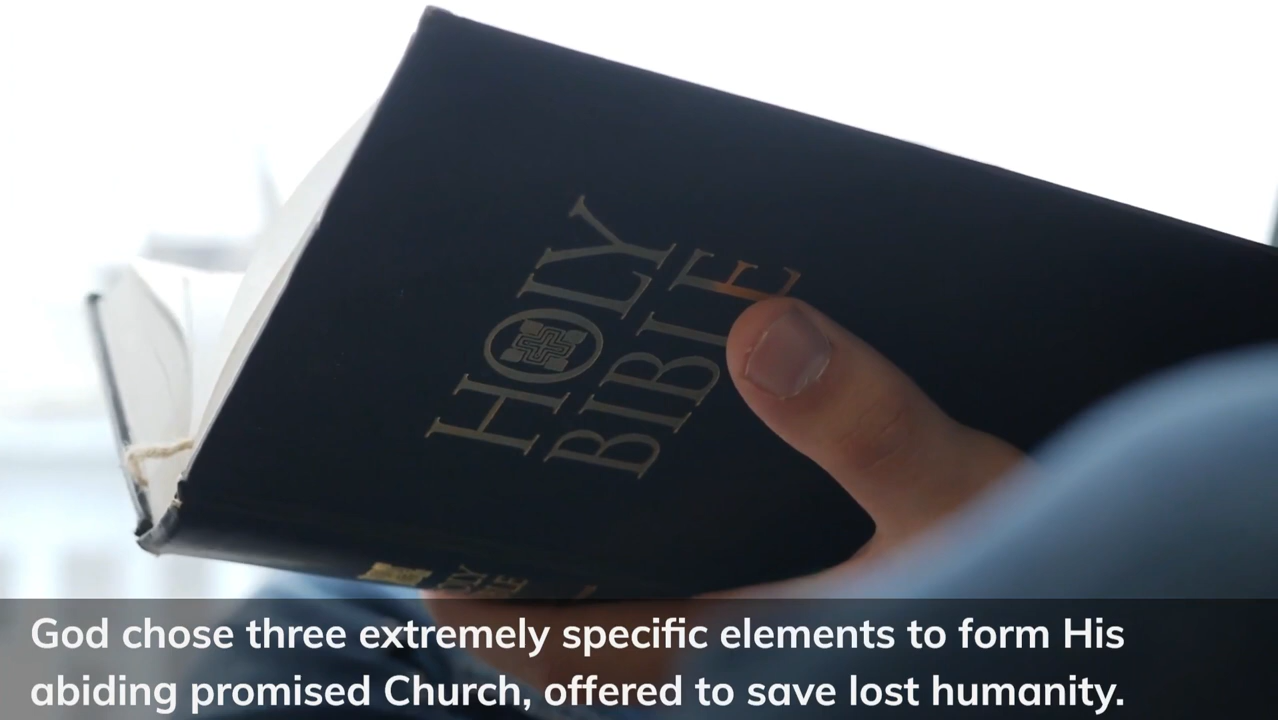 HOLY
BIBLE
God chose three extremely specific elements to form His
abiding promised Church, offered to save lost humanity.